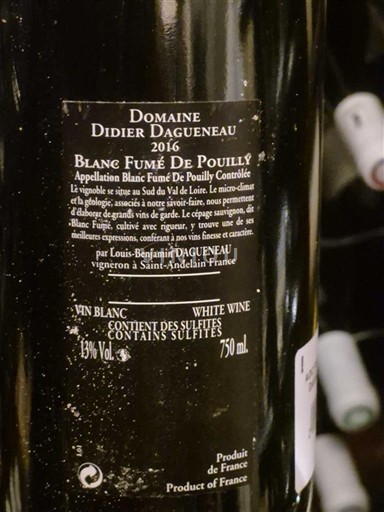 DOMAINE
DIDIER DAGUENEAU
2016
BLANC FUMÉ DE POUILLY
Appellation Blanc Fumé De Pouilly Contrôlée
Le vignoble se situe au Sud du Val de Loire. Le micro-climat
et la géologie, associés à notre savoir-faire, nous permettent
d'élaborer de grands vins de garde. Le cépage sauvignon, dit
Blanc Fumé, cultivé avec rigueur, y trouve une de ses
meilleures expressions, conférant à nos vins finesse et caractère.
par Louis-Benjamin DAGUENEAU
vigneron à Saint-Andelain France
VIN BLANC WHITE WINE
CONTIENT DES SULFITES
CONTAINS SULFITES
13% Vol. 750 ml.
Produit
de France
Product of France